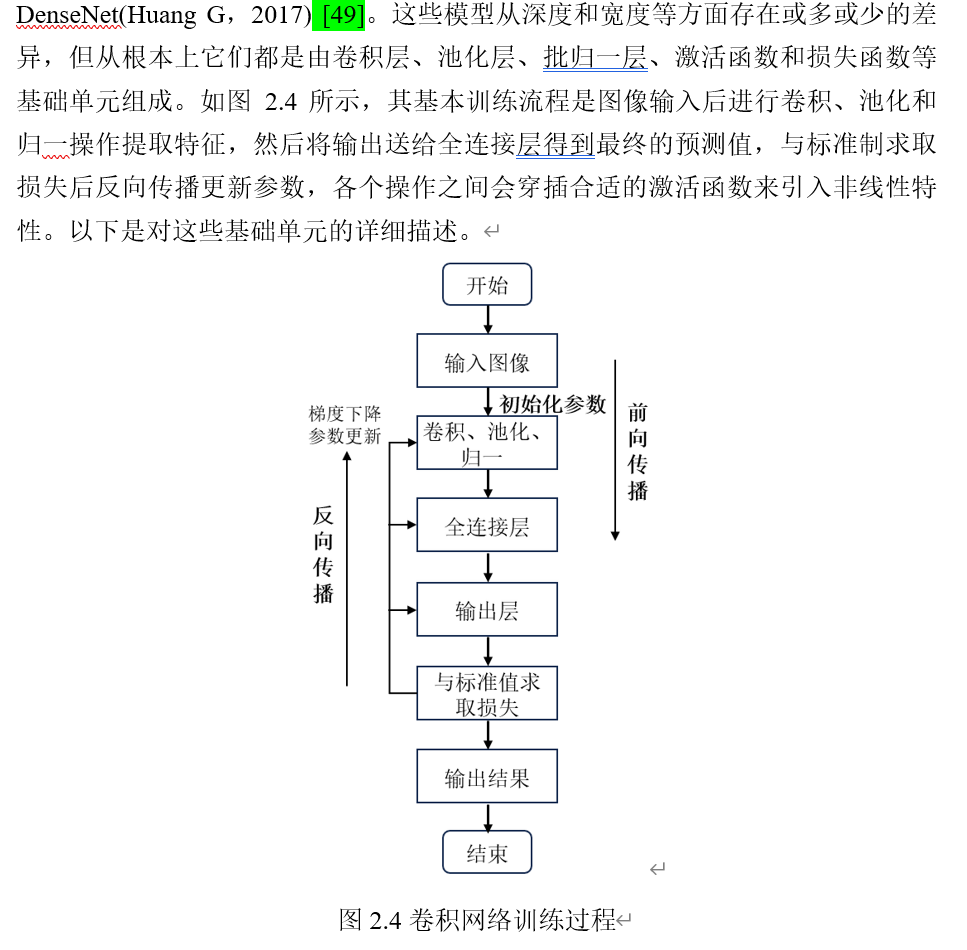 DenseNet(Huang G，2017) [49]。这些模型从深度和宽度等方面存在或多或少的差
异，但从根本上它们都是由卷积层、池化层、批归一层、激活函数和损失函数等
基础单元组成。如图 2.4 所示，其基本训练流程是图像输入后进行卷积、池化和
归一操作提取特征，然后将输出送给全连接层得到最终的预测值，与标准制求取
损失后反向传播更新参数，各个操作之间会穿插合适的激活函数来引入非线性特
性。以下是对这些基础单元的详细描述。↵
开始
输入图像
初始化参数
前向传播
梯度下降
参数更新
卷积、池化、
归一
全连接层
反向传播
输出层
与标准值求
取损失
输出结果
结束
↵
图 2.4 卷积网络训练过程↵